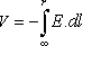 V = -∫_∞^P E.dl